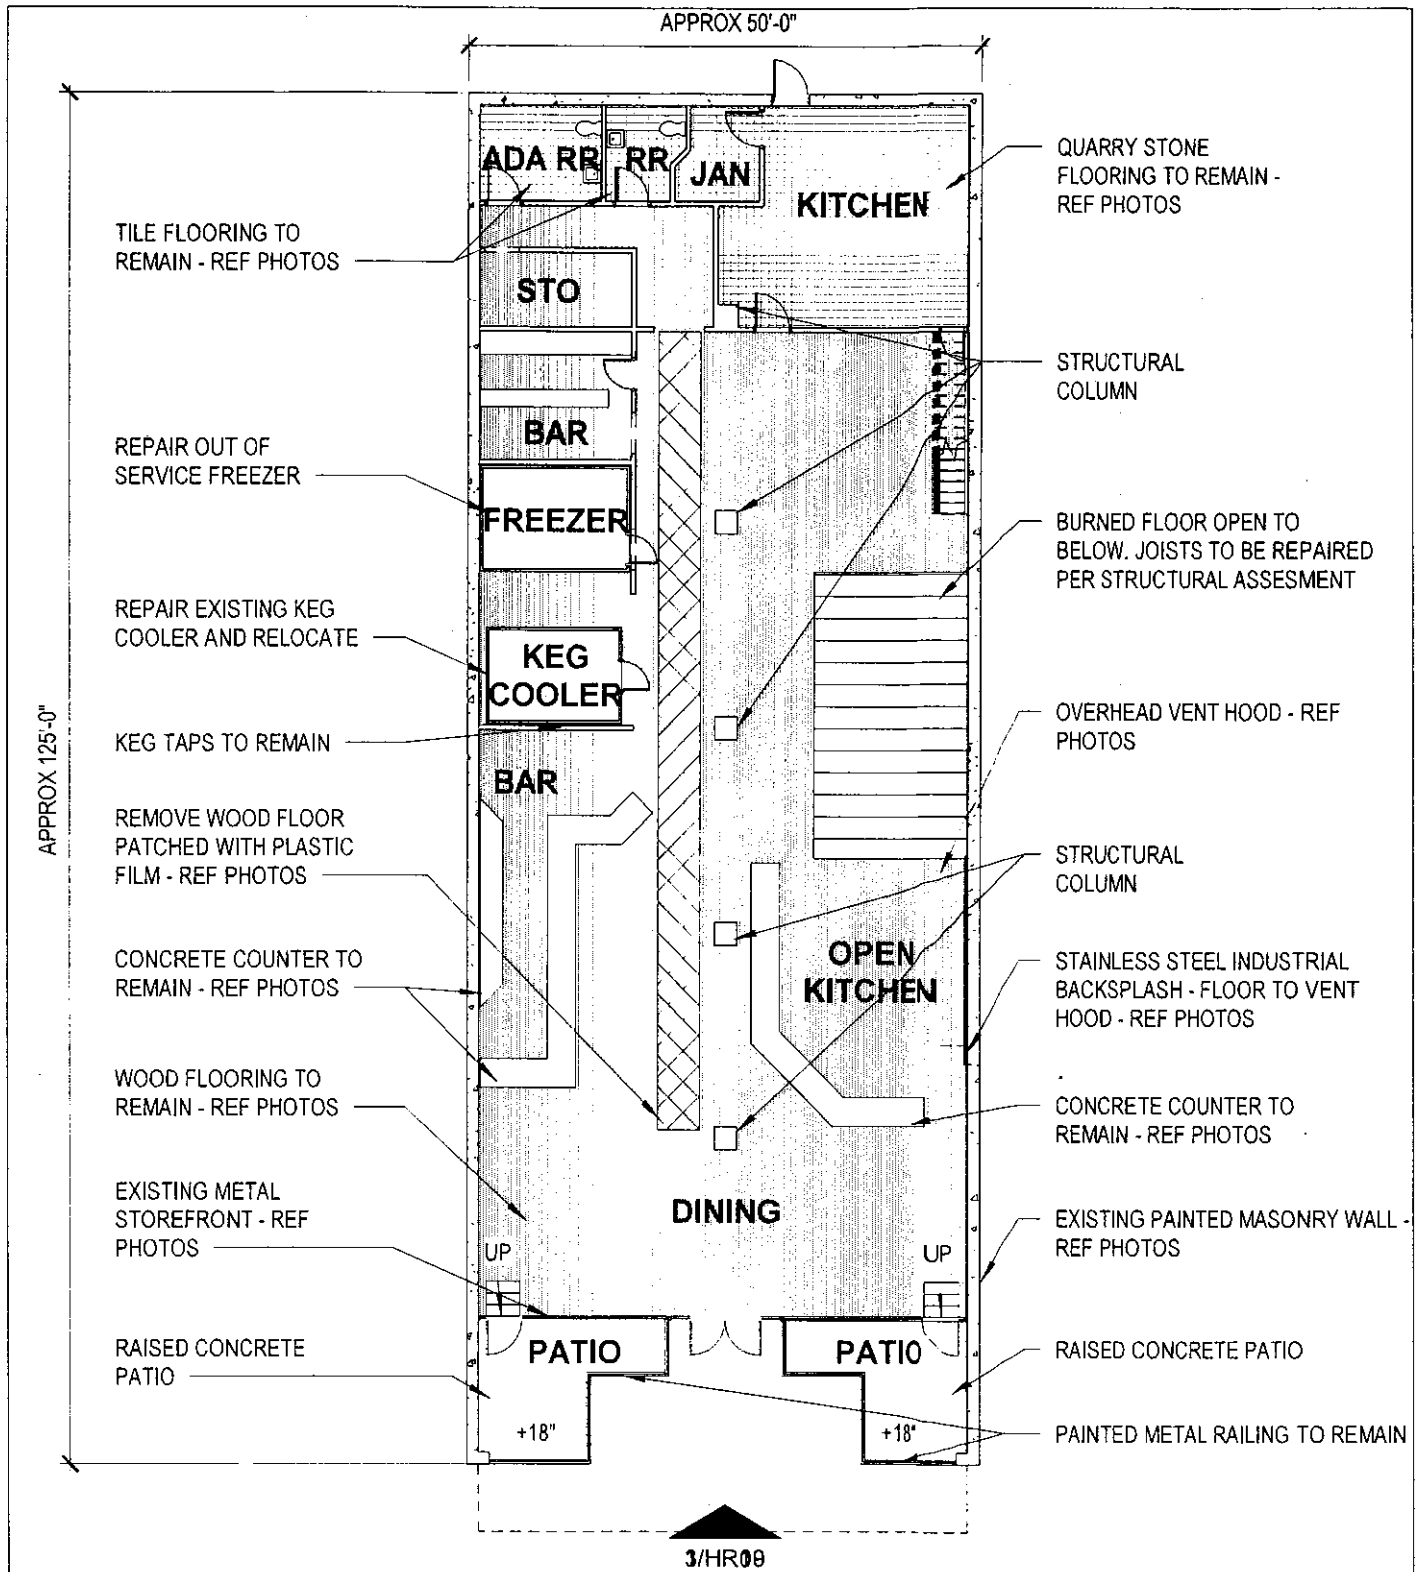 APPROX 50'-0"
APPROX 125'-0"
TILE FLOORING TO
REMAIN - REF PHOTOS
REPAIR OUT OF
SERVICE FREEZER
REPAIR EXISTING KEG
COOLER AND RELOCATE
KEG TAPS TO REMAIN
REMOVE WOOD FLOOR
PATCHED WITH PLASTIC
FILM - REF PHOTOS
CONCRETE COUNTER TO
REMAIN - REF PHOTOS
WOOD FLOORING TO
REMAIN - REF PHOTOS
EXISTING METAL
STOREFRONT - REF
PHOTOS
RAISED CONCRETE
PATIO
ADA RR
RR
JAN
KITCHEN
STO
BAR
FREEZER
KEG
COOLER
BAR
OPEN
KITCHEN
DINING
UP
UP
PATIO
PATIO
+18"
+18"
QUARRY STONE
FLOORING TO REMAIN -
REF PHOTOS
STRUCTURAL
COLUMN
BURNED FLOOR OPEN TO
BELOW. JOISTS TO BE REPAIRED
PER STRUCTURAL ASSESMENT
OVERHEAD VENT HOOD - REF
PHOTOS
STRUCTURAL
COLUMN
STAINLESS STEEL INDUSTRIAL
BACKSPLASH - FLOOR TO VENT
HOOD - REF PHOTOS
CONCRETE COUNTER TO
REMAIN - REF PHOTOS
EXISTING PAINTED MASONRY WALL -
REF PHOTOS
RAISED CONCRETE PATIO
PAINTED METAL RAILING TO REMAIN